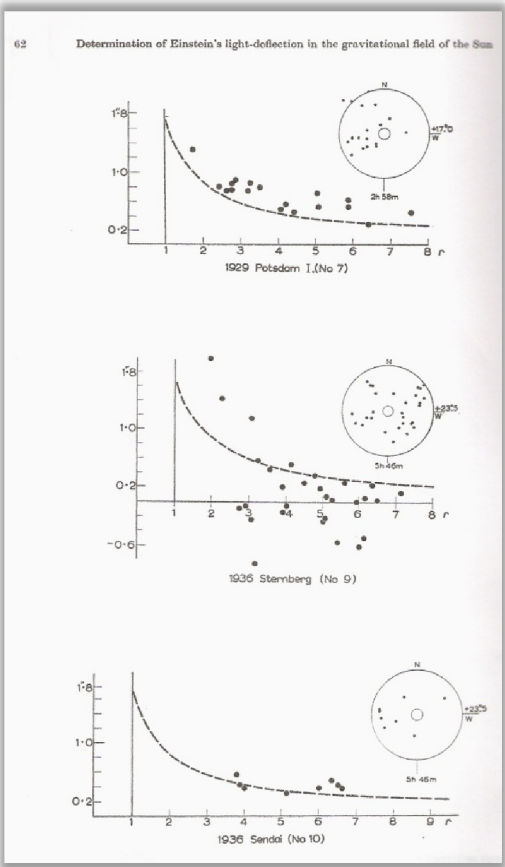 62 Determination of Einstein's light-deflection in the gravitational field of the Sun
1″8
1·0
0·2
1 2 3 4 5 6 7 8 r
N
+17°0
W
2h 58m
1929 Potsdam I.(No 7)
1″8
1·0
0·2
-0·6
1 2 3 4 5 6 7 8 r
N
+23°5
W
5h 46m
1936 Sternberg (No 9)
1″8
1·0
0·2
1 2 3 4 5 6 7 8 9 r
N
+23°5
W
5h 46m
1936 Sendai (No 10)